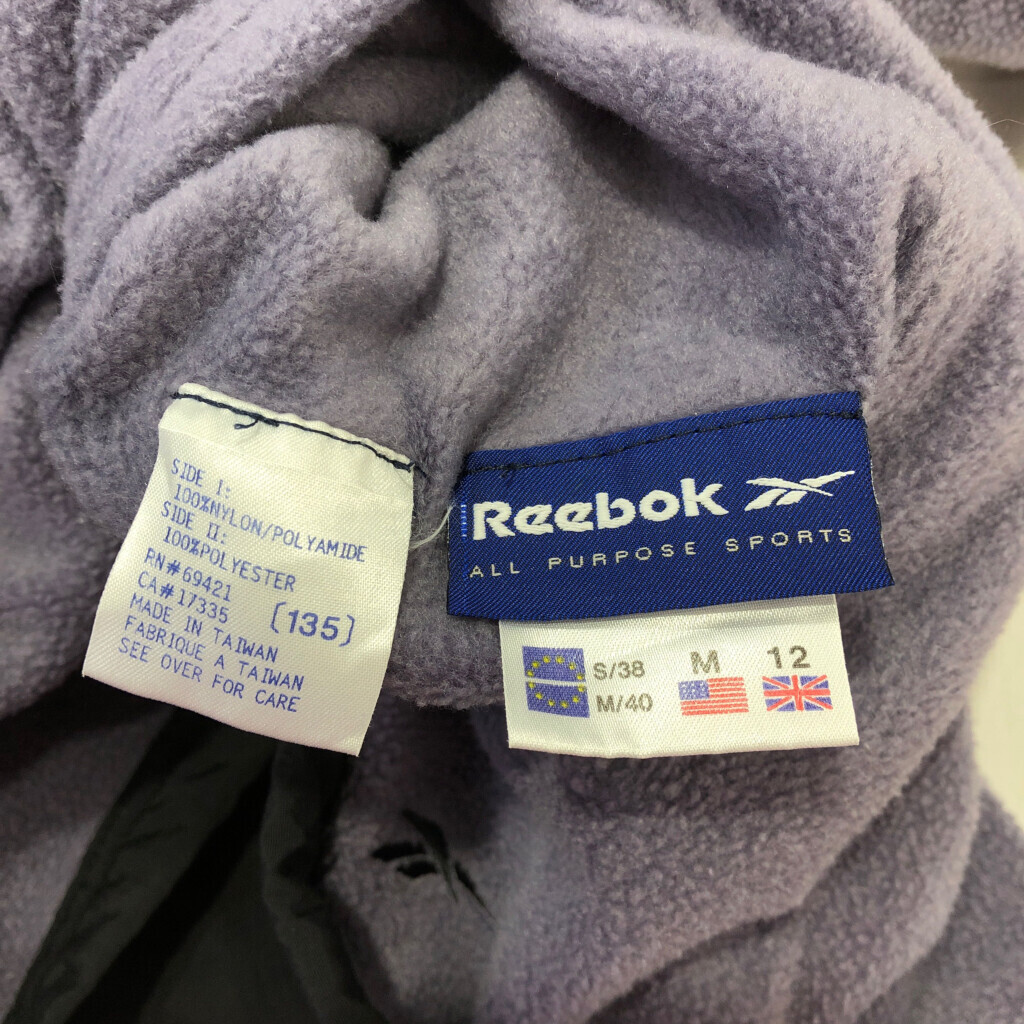 SIDE I:
100%NYLON/POLYAMIDE
SIDE II:
100%POLYESTER
RN#69421
CA#17335 [135]
MADE IN TAIWAN
FABRIQUE A TAIWAN
SEE OVER FOR CARE
Reebok
ALL PURPOSE SPORTS
S/38 M 12
M/40